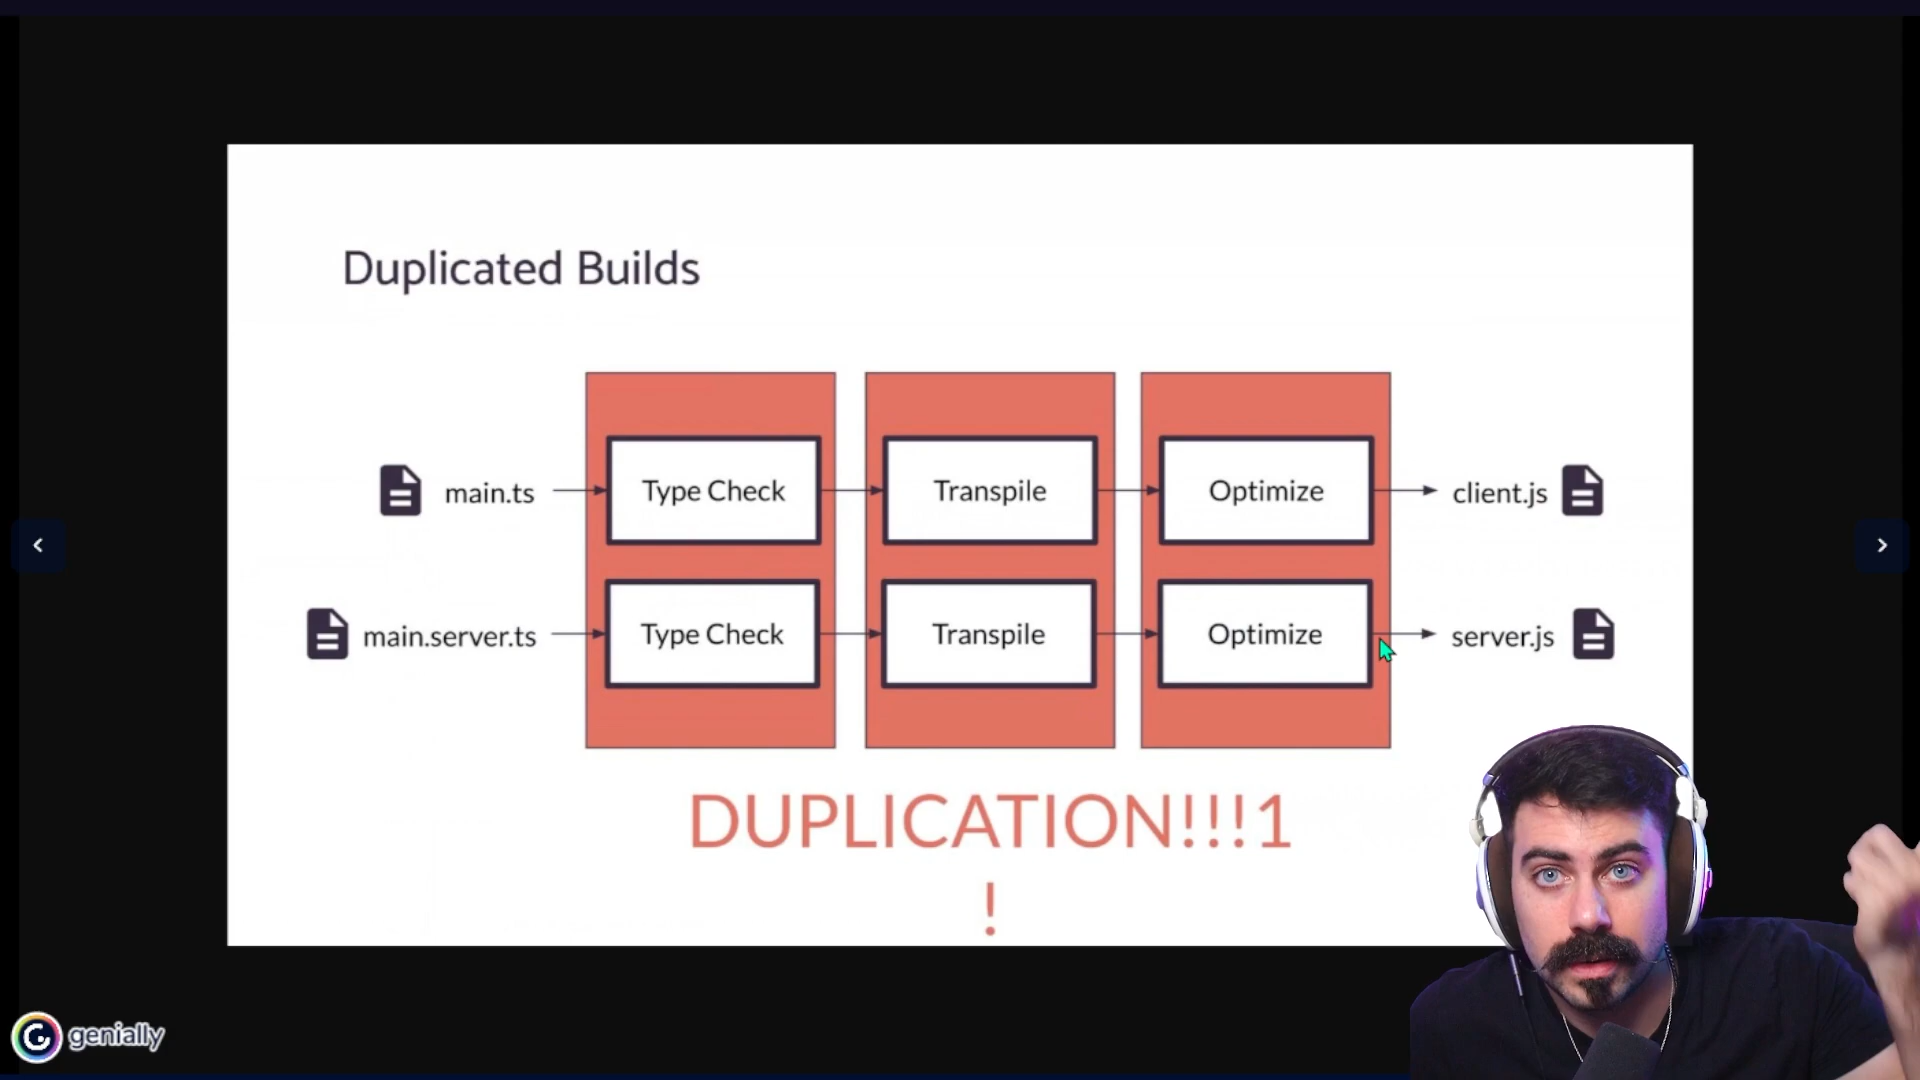 Duplicated Builds
main.ts Type Check Transpile Optimize client.js
main.server.ts Type Check Transpile Optimize server.js
DUPLICATION!!!1
!
genially